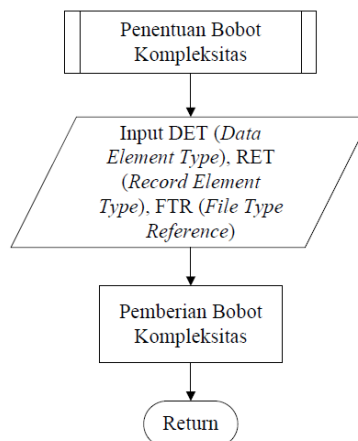 Penentuan Bobot
Kompleksitas
Input DET (Data
Element Type), RET
(Record Element
Type), FTR (File Type
Reference)
Pemberian Bobot
Kompleksitas
Return